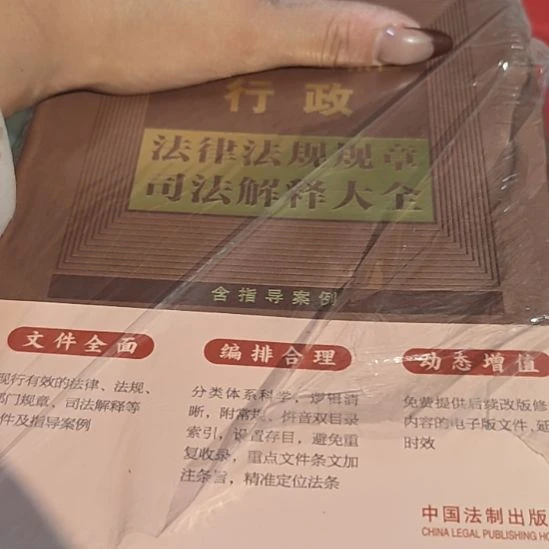 行政
法律法规规章
司法解释大全
含指导案例
文件全面
现行有效的法律、法规、
部门规章、司法解释等
件及指导案例
编排合理
分类体系科学，逻辑清
晰，附常规、拼音双目录
索引，设置存目，避免重
复收录，重点文件条文加
注条旨，精准定位法条
动态增值
免费提供后续改版修
内容的电子版文件，延
时效
中国法制出版
CHINA LEGAL PUBLISHING HO